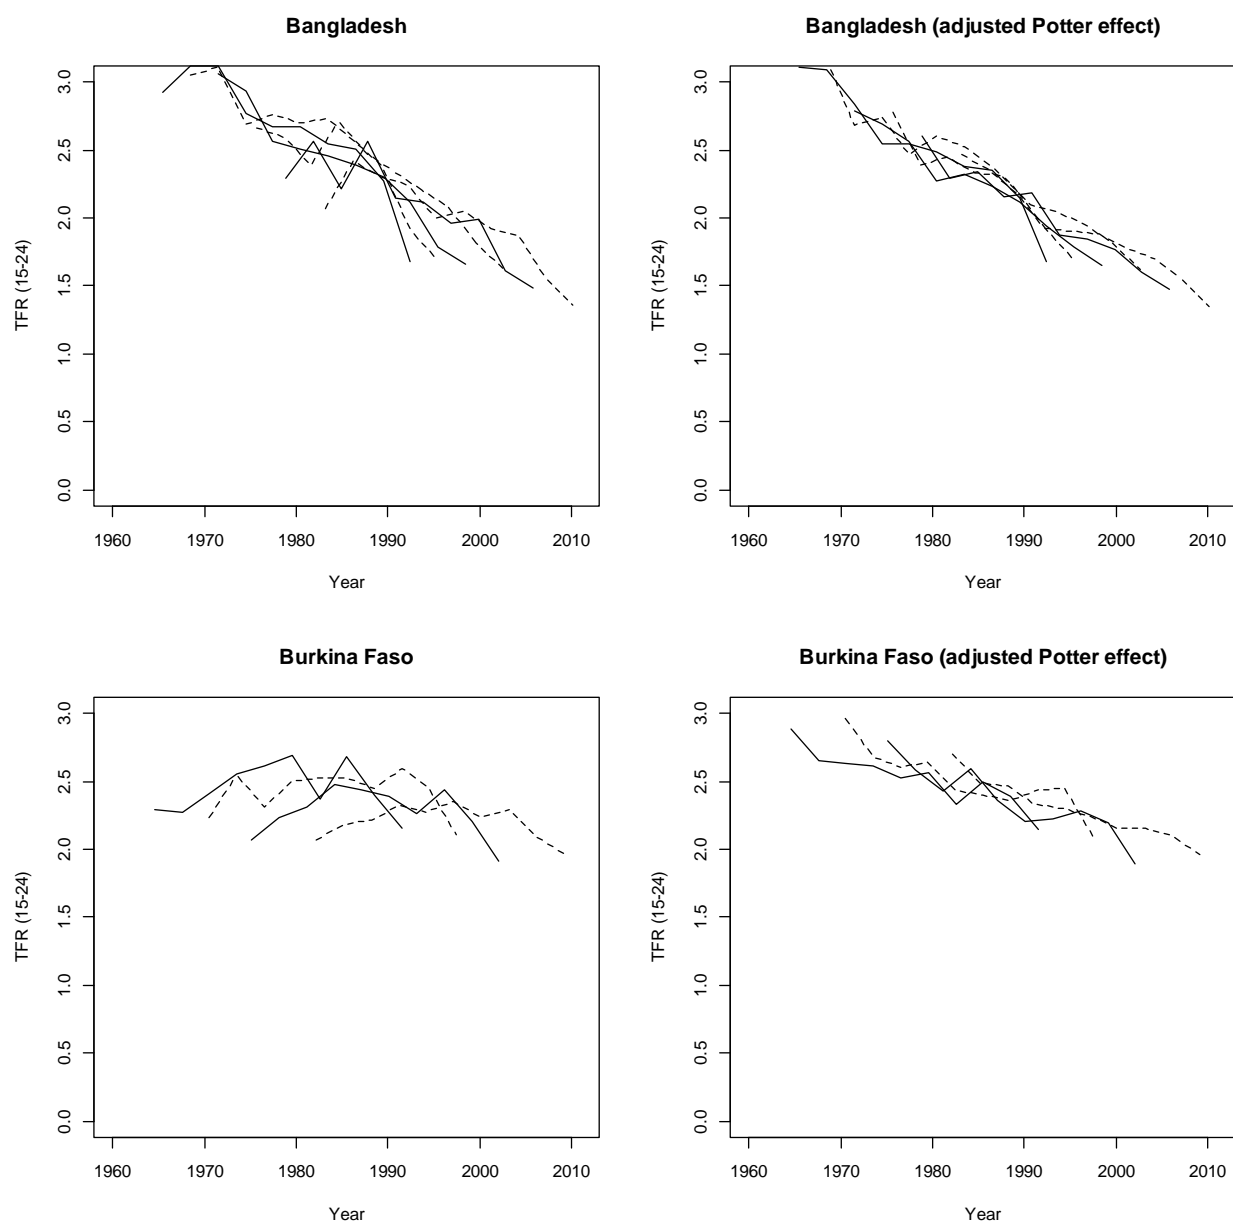 Bangladesh
TFR (15-24)
3.0
2.5
2.0
1.5
1.0
0.5
0.0
1960 1970 1980 1990 2000 2010
Year
Bangladesh (adjusted Potter effect)
TFR (15-24)
3.0
2.5
2.0
1.5
1.0
0.5
0.0
1960 1970 1980 1990 2000 2010
Year
Burkina Faso
TFR (15-24)
3.0
2.5
2.0
1.5
1.0
0.5
0.0
1960 1970 1980 1990 2000 2010
Year
Burkina Faso (adjusted Potter effect)
TFR (15-24)
3.0
2.5
2.0
1.5
1.0
0.5
0.0
1960 1970 1980 1990 2000 2010
Year